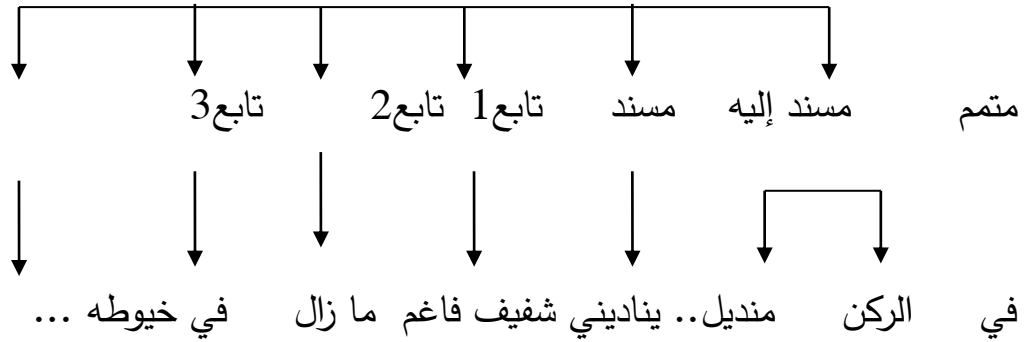 متمم مسند إليه مسند تابع1 تابع2 تابع3
في الركن منديل.. يناديني شفيف فاغم ما زال في خيوطه ...